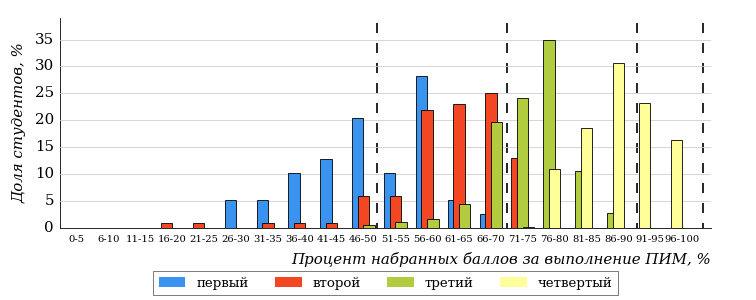 Доля студентов, %
35
30
25
20
15
10
5
0
0-5 6-10 11-15 16-20 21-25 26-30 31-35 36-40 41-45 46-50 51-55 56-60 61-65 66-70 71-75 76-80 81-85 86-90 91-95 96-100
Процент набранных баллов за выполнение ПИМ, %
первый второй третий четвертый